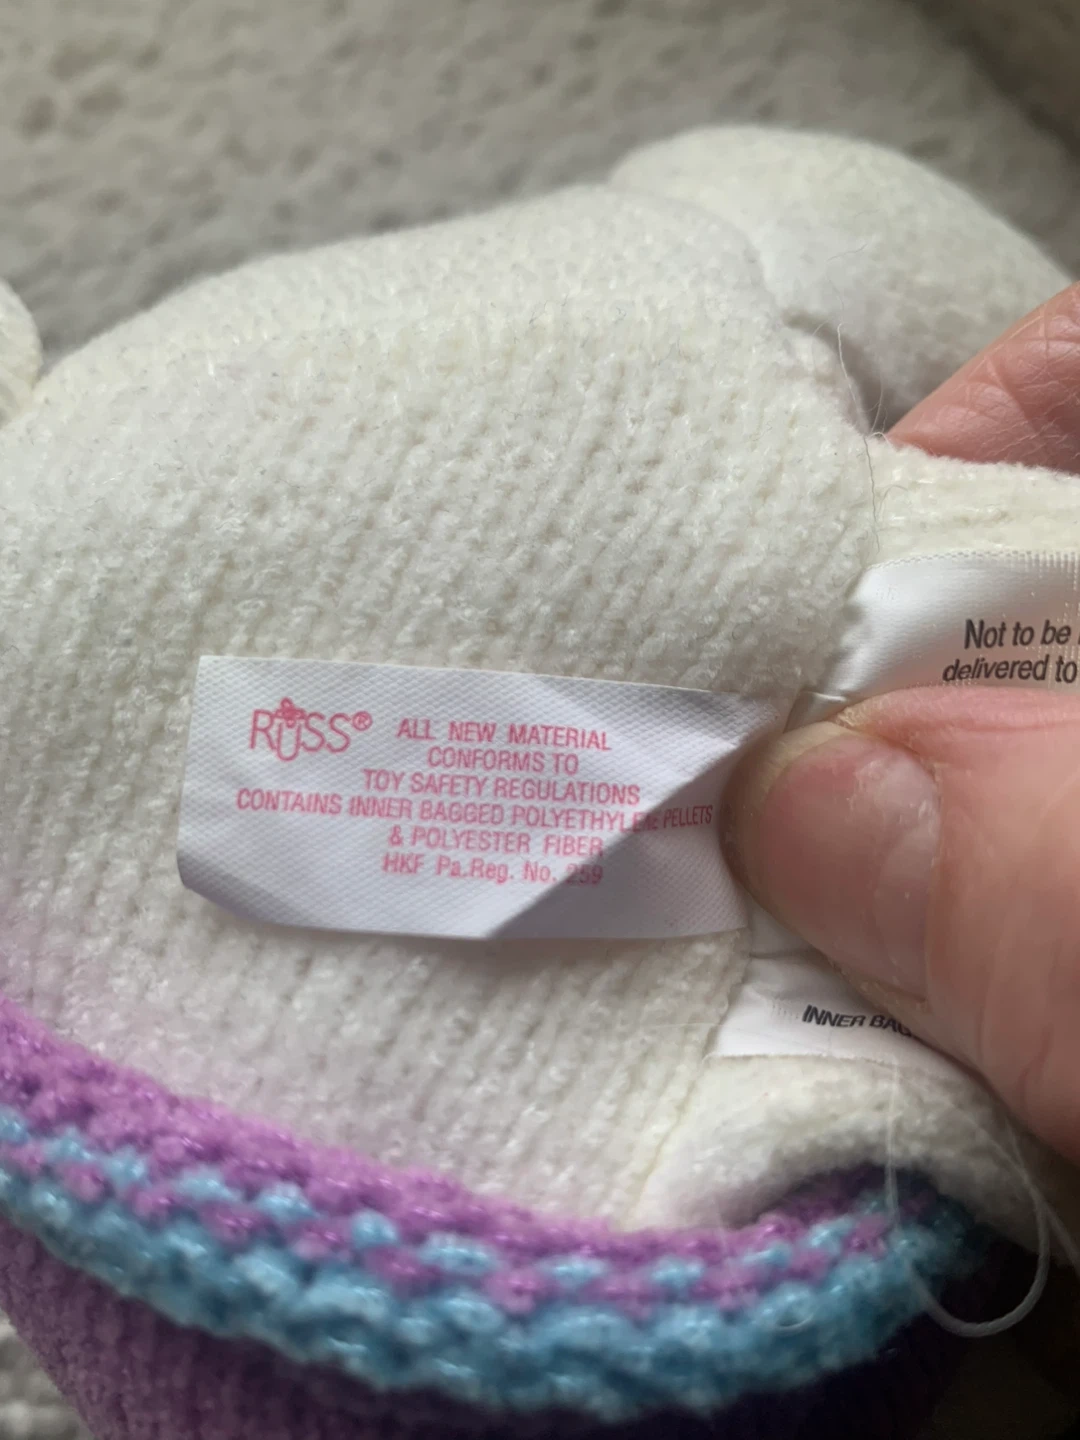 RUSS® ALL NEW MATERIAL
CONFORMS TO
TOY SAFETY REGULATIONS
CONTAINS INNER BAGGED POLYETHYLENE PELLETS
& POLYESTER FIBER
HKF Pa.Reg. No. 259
Not to be
delivered to
INNER